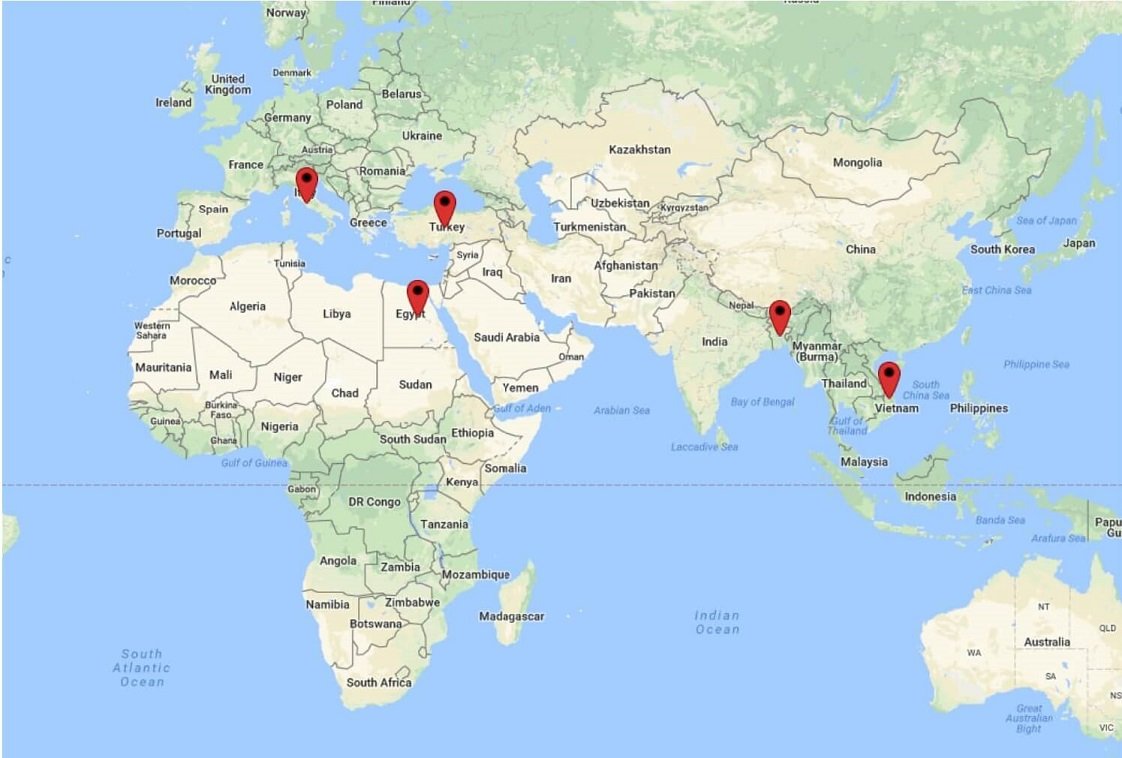 Norway
Denmark
United
Kingdom
Ireland
Belarus
Poland
Germany
Ukraine
Austria
France
Romania
Kazakhstan
Mongolia
Spain
Portugal
Greece
Turkey
Uzbekistan
Kyrgyzstan
Turkmenistan
Sea of Japan
Japan
South Korea
China
Tunisia
Syria
Iraq
Iran
Afghanistan
Pakistan
Morocco
Algeria
Libya
Egypt
Nepal
East China Sea
Western
Sahara
Saudi Arabia
India
Myanmar
(Burma)
Oman
Mauritania
Mali
Niger
Chad
Sudan
Yemen
Thailand
South
China Sea
Philippine Sea
Gulf of Aden
Arabian Sea
Bay of Bengal
Vietnam
Philippines
Burkina
Faso
Guinea
Ghana
Nigeria
South Sudan
Ethiopia
Gulf of
Thailand
Laccadive Sea
Gulf of Guinea
Somalia
Malaysia
Gabon
Kenya
DR Congo
Indonesia
Tanzania
Banda Sea
Arafura Sea
Papu
Gu
Angola
Zambia
Mozambique
Namibia
Zimbabwe
Botswana
Madagascar
Indian
Ocean
NT
QLD
Australia
WA
SA
South
Atlantic
Ocean
South Africa
NS
Great
Australian
Bight
VIC